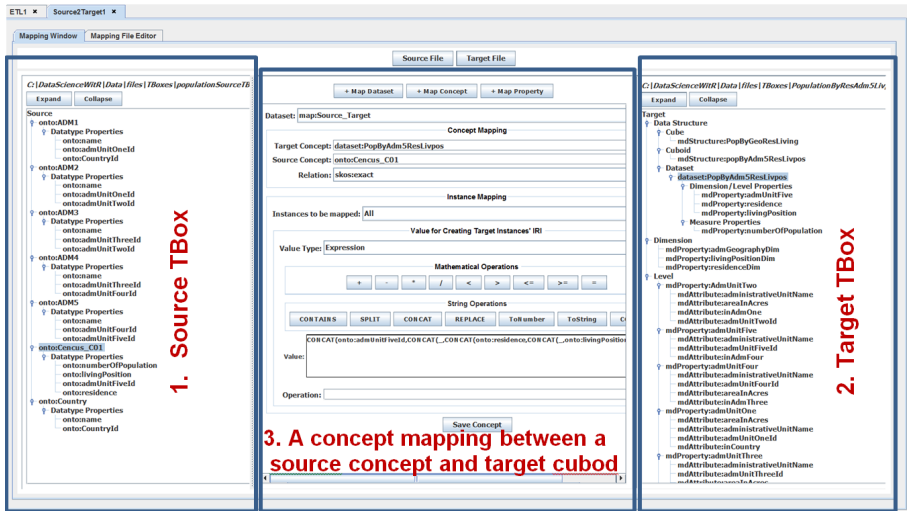 ETL1 ×
Source2Target1 ×
Mapping Window
Mapping File Editor
Source File
Target File
C:\DataScienceWitR\Data\files\TBoxes\populationSourceTB
Expand
Collapse
Source
onto:ADM1
Datatype Properties
onto:name
onto:admUnitOneId
onto:CountryId
onto:ADM2
Datatype Properties
onto:name
onto:admUnitOneId
onto:admUnitTwoId
onto:ADM3
Datatype Properties
onto:name
onto:admUnitThreeId
onto:admUnitTwoId
onto:ADM4
Datatype Properties
onto:name
onto:admUnitThreeId
onto:admUnitFourId
onto:ADM5
Datatype Properties
onto:name
onto:admUnitFourId
onto:admUnitFiveId
onto:Cencus_C01
Datatype Properties
onto:numberOfPopulation
onto:livingPosition
onto:admUnitFiveId
onto:residence
onto:Country
Datatype Properties
onto:name
onto:CountryId
1. Source TBox
+ Map Dataset
+ Map Concept
+ Map Property
Dataset: map:Source_Target
Concept Mapping
Target Concept: dataset:PopByAdm5ResLivpos
Source Concept: onto:Cencus_C01
Relation: skos:exact
Instance Mapping
Instances to be mapped: All
Value for Creating Target Instances' IRI
Value Type: Expression
Mathematical Operations
+ - * / < > <= >= =
String Operations
CONTAINS
SPLIT
CONCAT
REPLACE
ToNumber
ToString
CO
Value: CONCAT(onto:admUnitFiveId,CONCAT(_,CONCAT(onto:residence,CONCAT(_,onto:livingPosition
Operation:
Save Concept
3. A concept mapping between a
source concept and target cubod
C:\DataScienceWitR\Data\files\TBoxes\PopulationByResAdm5Liv
Expand
Collapse
Target
Data Structure
Cube
mdStructure:PopByGeoResLiving
Cuboid
mdStructure:popByAdm5ResLivpos
Dataset
dataset:PopByAdm5ResLivpos
Dimension/Level Properties
mdProperty:admUnitFive
mdProperty:residence
mdProperty:livingPosition
Measure Properties
mdProperty:numberOfPopulation
Dimension
mdProperty:admGeographyDim
mdProperty:livingPositionDim
mdProperty:residenceDim
Level
mdProperty:AdmUnitTwo
mdAttribute:administrativeUnitName
mdAttribute:areaInAcres
mdAttribute:inAdmOne
mdAttribute:admUnitTwoId
mdProperty:admUnitFive
mdAttribute:areaInAcres
mdAttribute:administrativeUnitName
mdAttribute:admUnitFiveId
mdAttribute:inAdmFour
mdProperty:admUnitFour
mdAttribute:administrativeUnitName
mdAttribute:admUnitFourId
mdAttribute:areaInAcres
mdAttribute:inAdmThree
mdProperty:admUnitOne
mdAttribute:areaInAcres
mdAttribute:administrativeUnitName
mdAttribute:admUnitOneId
mdAttribute:inCountry
mdProperty:admUnitThree
mdAttribute:administrativeUnitName
mdAttribute:admUnitThreeId
mdAttribute:areaInAcres
2. Target TBox